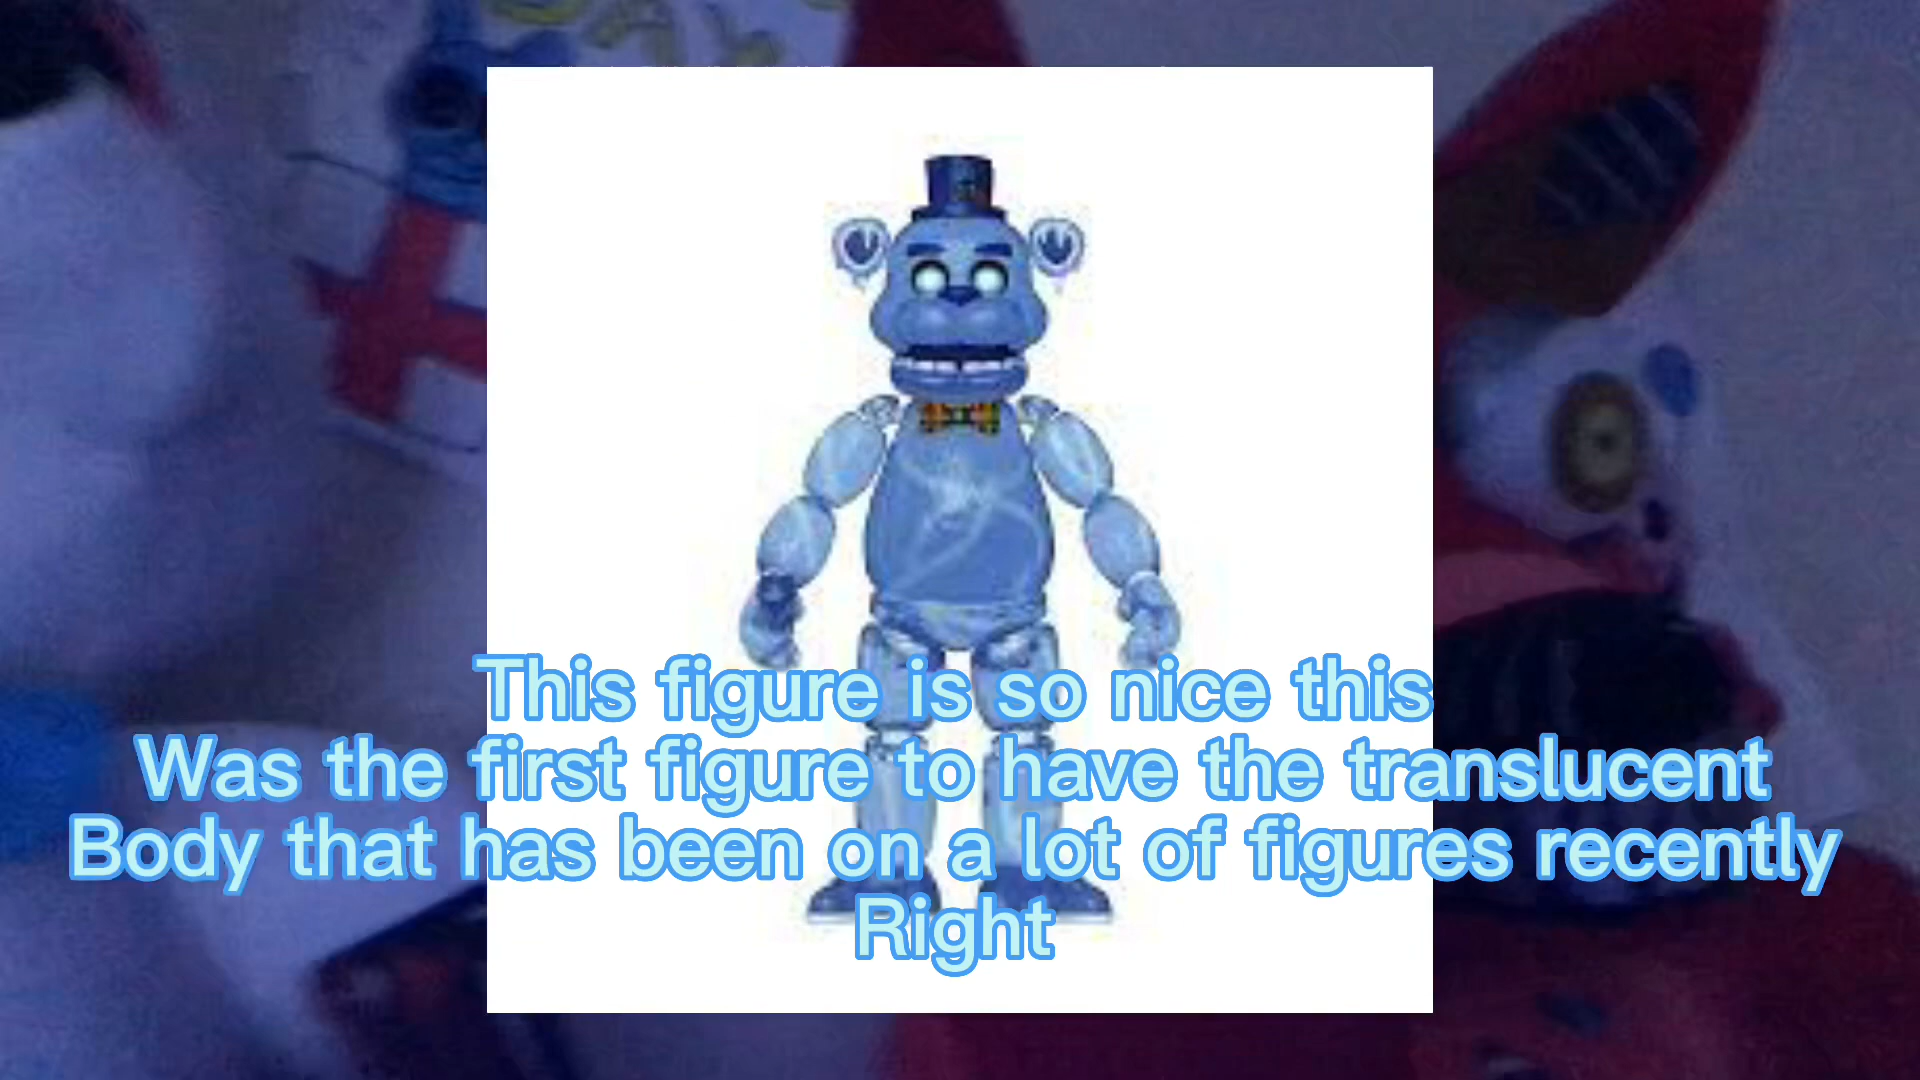 This figure is so nice this
Was the first figure to have the translucent
Body that has been on a lot of figures recently
Right